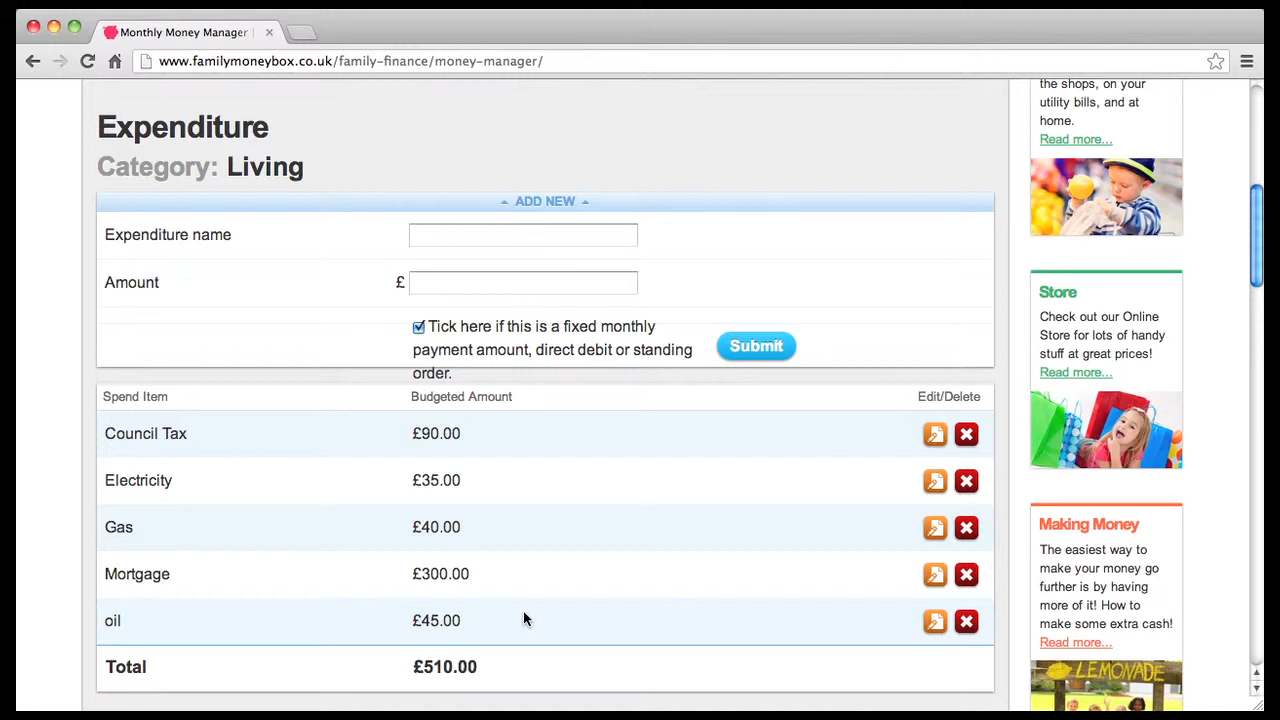 Monthly Money Manager
www.familymoneybox.co.uk/family-finance/money-manager/
Expenditure
Category: Living
ADD NEW
Expenditure name
Amount £
Tick here if this is a fixed monthly
payment amount, direct debit or standing
order.
Submit
Spend Item Budgeted Amount Edit/Delete
Council Tax £90.00
Electricity £35.00
Gas £40.00
Mortgage £300.00
oil £45.00
Total £510.00
the shops, on your
utility bills, and at
home.
Read more...
Store
Check out our Online
Store for lots of handy
stuff at great prices!
Read more...
Making Money
The easiest way to
make your money go
further is by having
more of it! How to
make some extra cash!
Read more...
LEMONADE